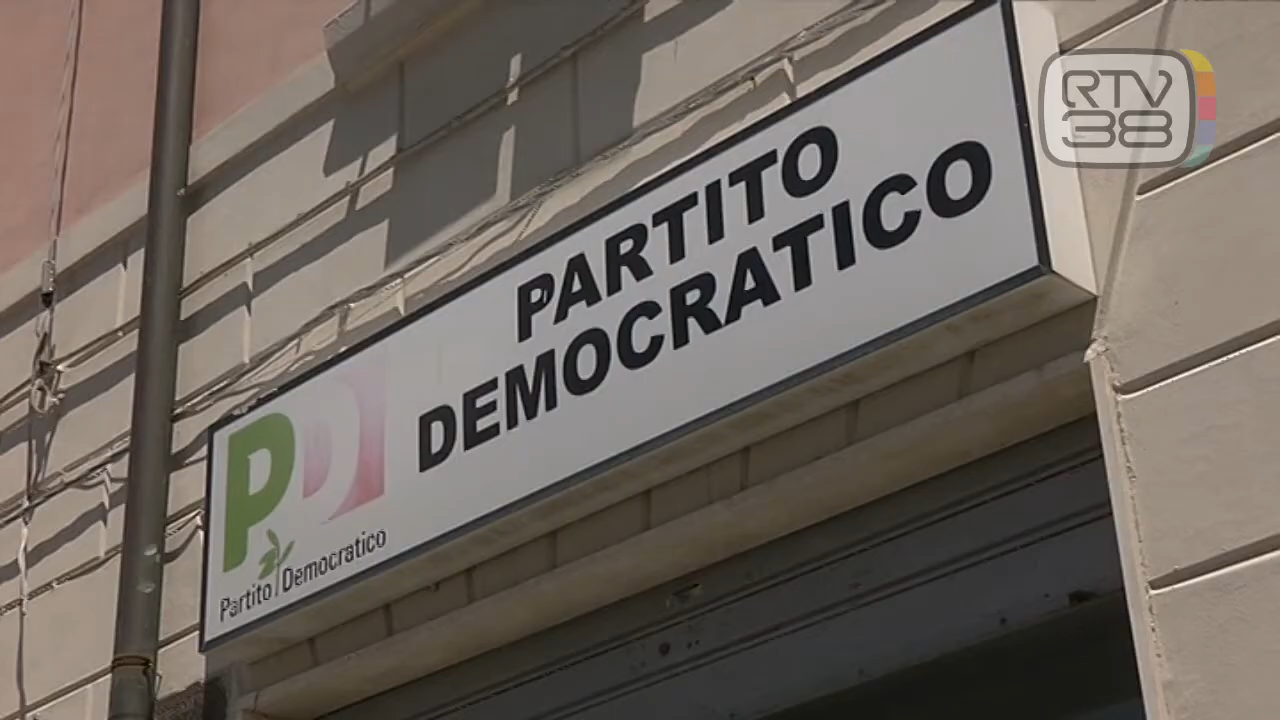 RTV
38
PARTITO
DEMOCRATICO
PD
Partito Democratico